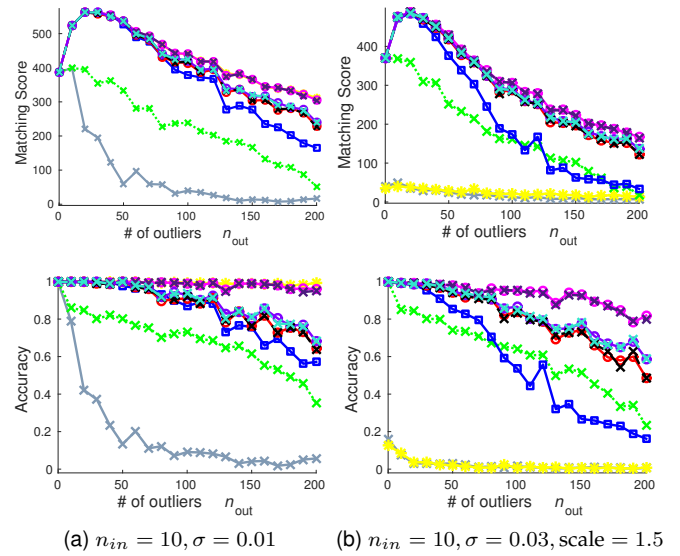 Matching Score
500
400
300
200
100
0
0 50 100 150 200
# of outliers n_out
Matching Score
400
300
200
100
0
0 50 100 150 200
# of outliers n_out
Accuracy
1
0.8
0.6
0.4
0.2
0
0 50 100 150 200
# of outliers n_out
Accuracy
1
0.8
0.6
0.4
0.2
0
0 50 100 150 200
# of outliers n_out
(a) n_in = 10, σ = 0.01
(b) n_in = 10, σ = 0.03, scale = 1.5